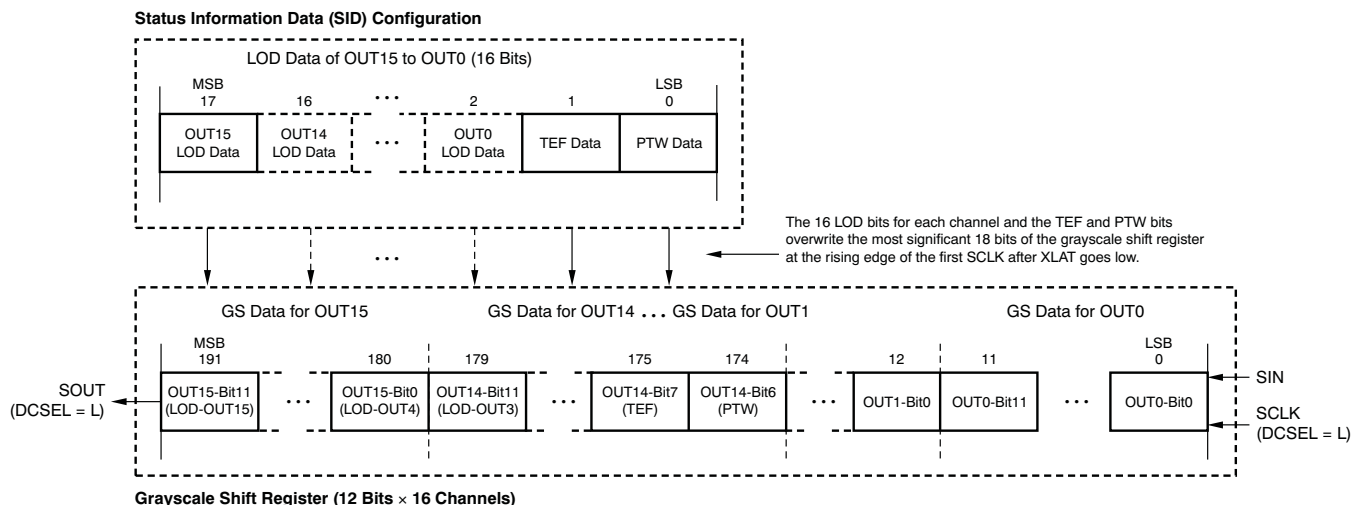 Status Information Data (SID) Configuration
LOD Data of OUT15 to OUT0 (16 Bits)
MSB LSB
17 16 ••• 2 1 0
OUT15 OUT14 ••• OUT0 TEF Data PTW Data
LOD Data LOD Data LOD Data
The 16 LOD bits for each channel and the TEF and PTW bits
overwrite the most significant 18 bits of the grayscale shift register
at the rising edge of the first SCLK after XLAT goes low.
•••
GS Data for OUT15 GS Data for OUT14 ••• GS Data for OUT1 GS Data for OUT0
MSB LSB
191 180 179 175 174 12 11 0
SOUT
(DCSEL = L)
OUT15-Bit11 ••• OUT15-Bit0 OUT14-Bit11 ••• OUT14-Bit7 OUT14-Bit6 ••• OUT1-Bit0 OUT0-Bit11 ••• OUT0-Bit0
(LOD-OUT15) (LOD-OUT4) (LOD-OUT3) (TEF) (PTW)
SIN
SCLK
(DCSEL = L)
Grayscale Shift Register (12 Bits × 16 Channels)